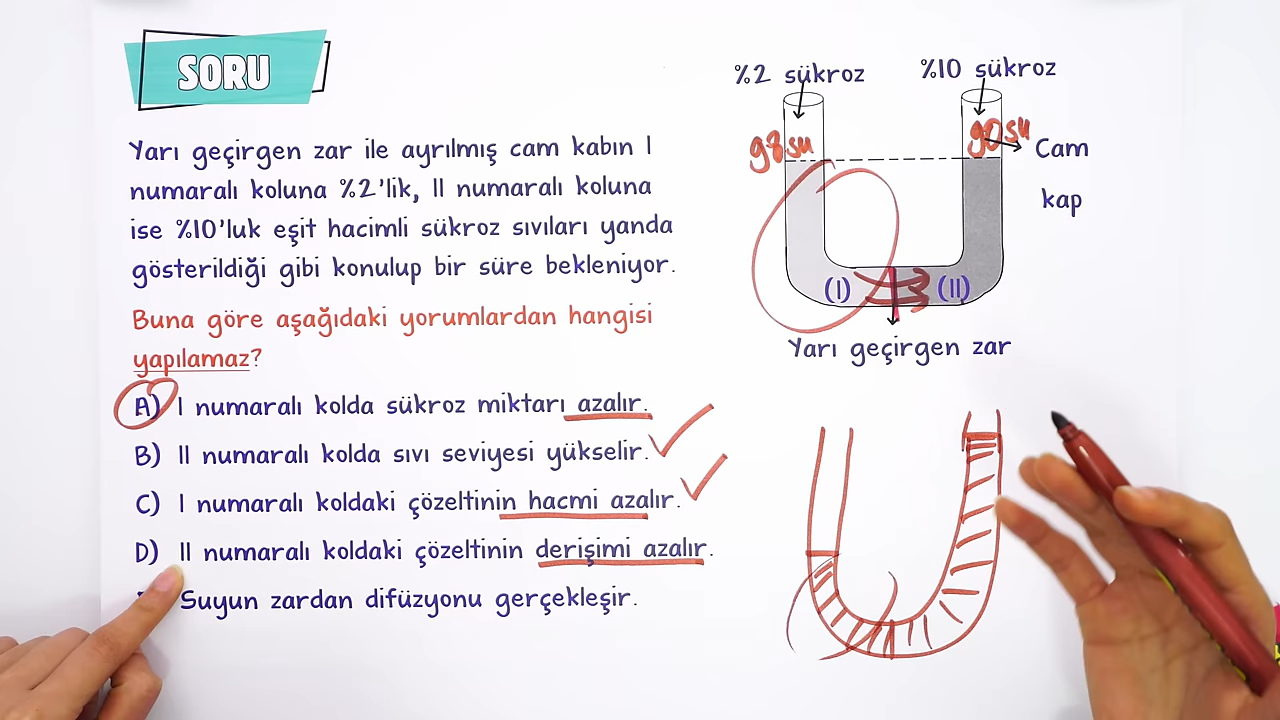 SORU
Yarı geçirgen zar ile ayrılmış cam kabın I
numaralı koluna %2'lik, II numaralı koluna
ise %10'luk eşit hacimli sükroz sıvıları yanda
gösterildiği gibi konulup bir süre bekleniyor.
Buna göre aşağıdaki yorumlardan hangisi
yapılamaz?
A) I numaralı kolda sükroz miktarı azalır.
B) II numaralı kolda sıvı seviyesi yükselir.
C) I numaralı koldaki çözeltinin hacmi azalır.
D) II numaralı koldaki çözeltinin derişimi azalır.
Suyun zardan difüzyonu gerçekleşir.
%2 sükroz
%10 sükroz
98 su
90 su
Cam
kap
(I)
(II)
Yarı geçirgen zar